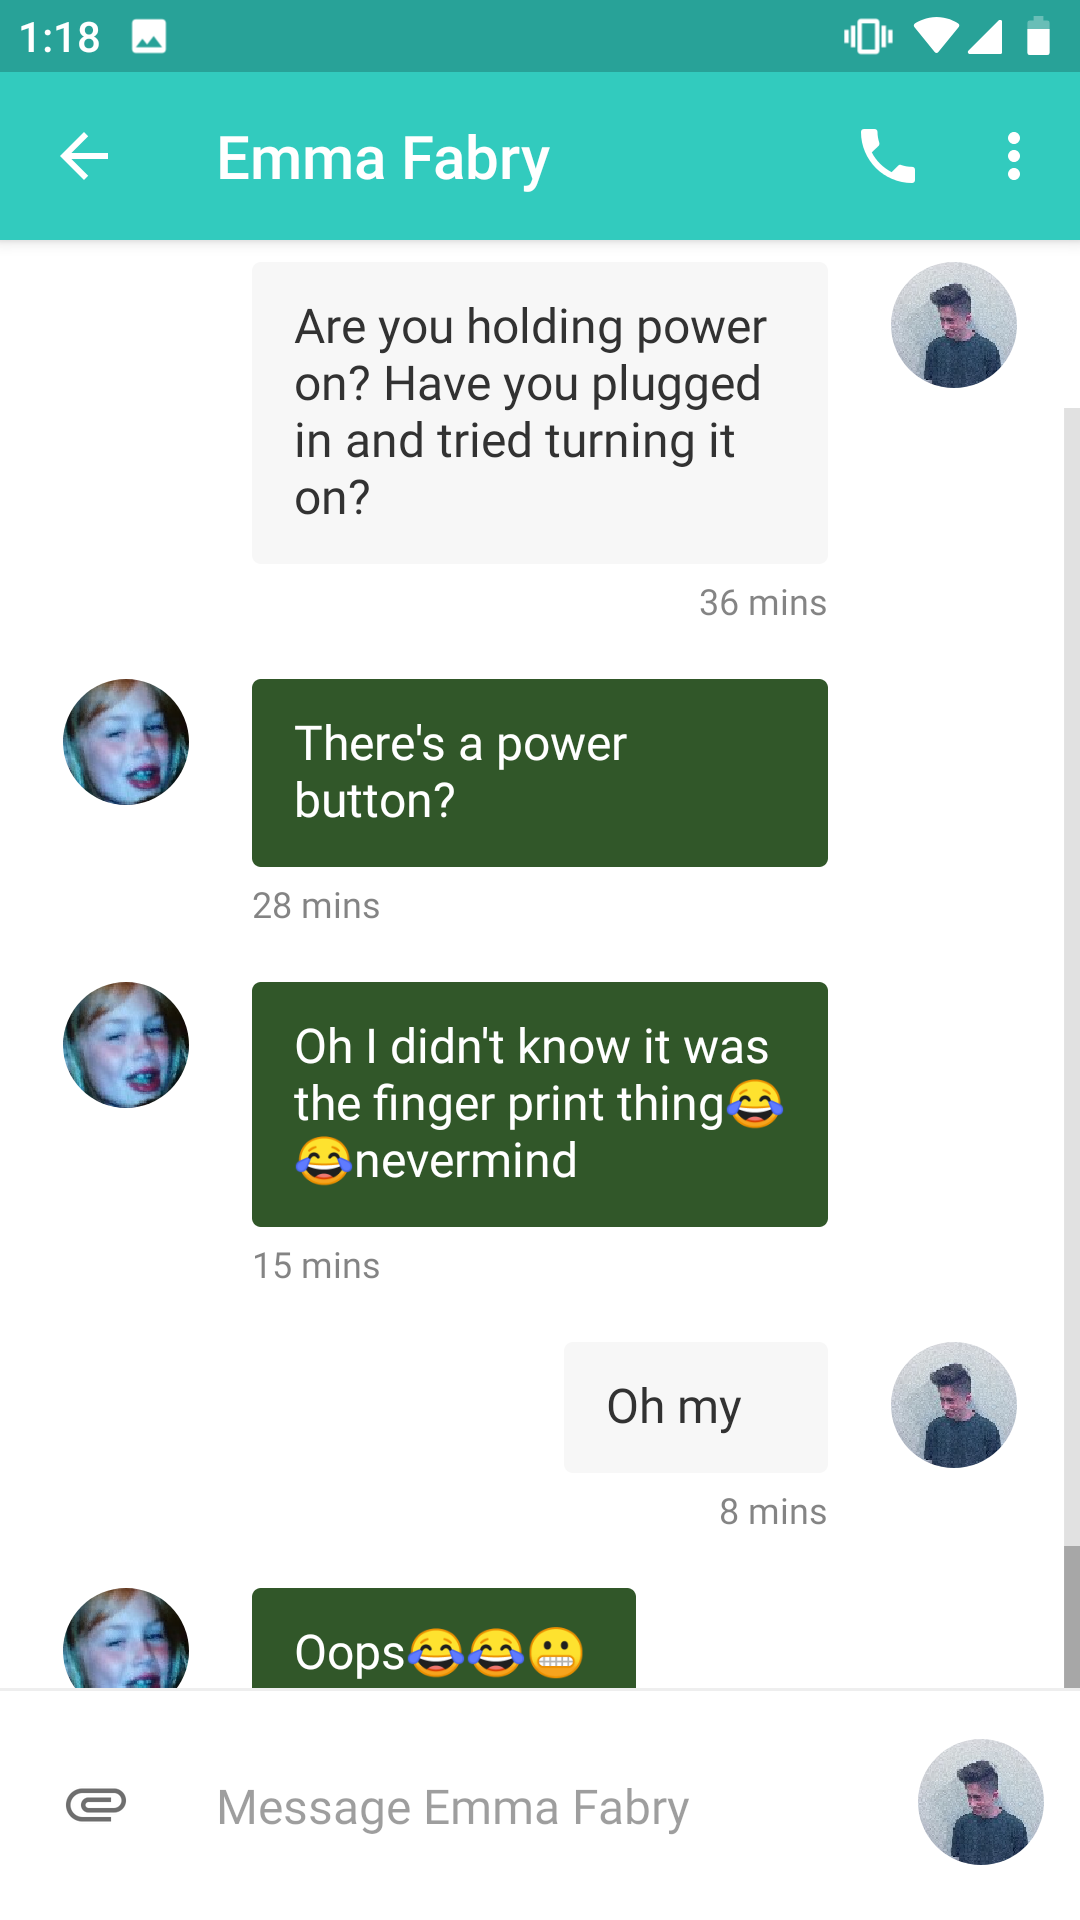 1:18
Emma Fabry
Are you holding power
on? Have you plugged
in and tried turning it
on?
36 mins
There's a power
button?
28 mins
Oh I didn't know it was
the finger print thing😂
😂nevermind
15 mins
Oh my
8 mins
Oops😂😂😬
Message Emma Fabry